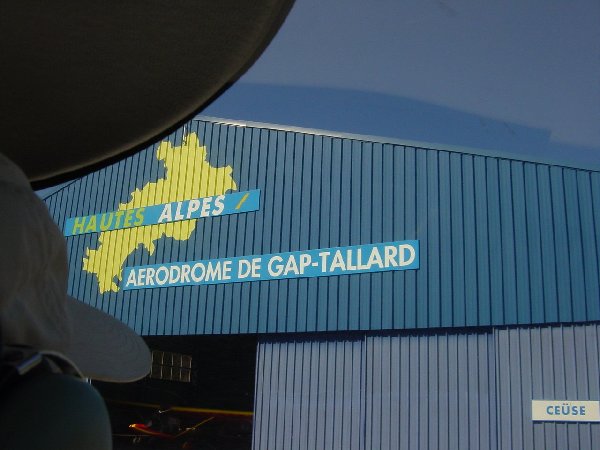 HAUTES ALPES /
AERODROME DE GAP-TALLARD
CEÜSE